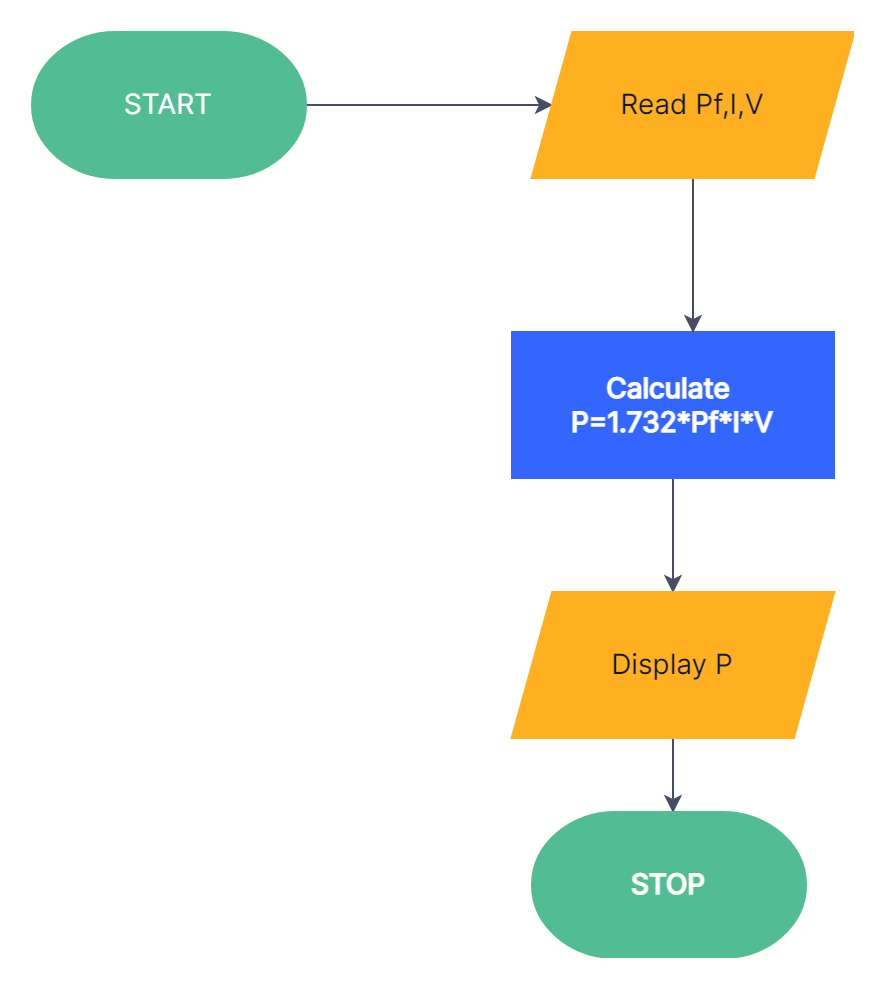 START
Read Pf,I,V
Calculate
P=1.732*Pf*I*V
Display P
STOP